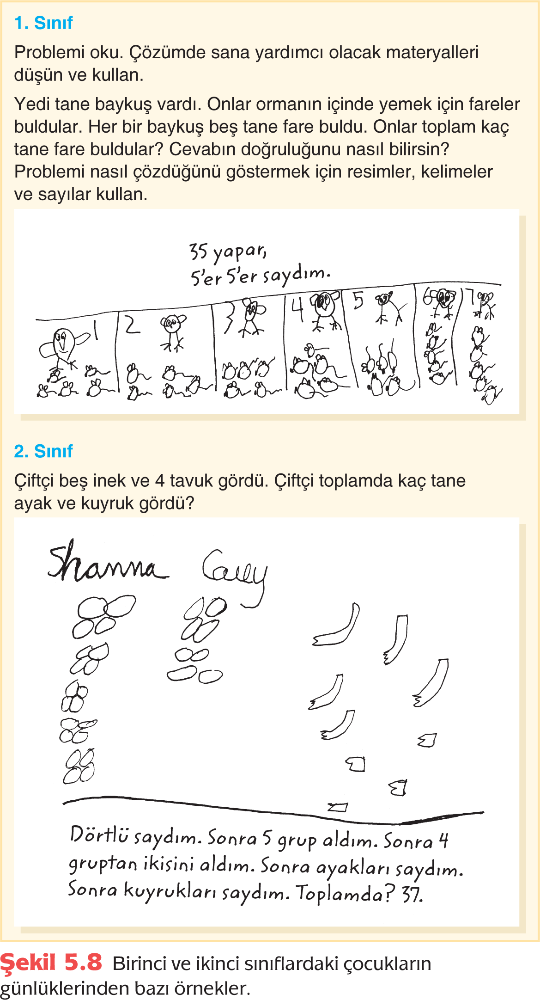 1. Sınıf
Problemi oku. Çözümde sana yardımcı olacak materyalleri
düşün ve kullan.
Yedi tane baykuş vardı. Onlar ormanın içinde yemek için fareler
buldular. Her bir baykuş beş tane fare buldu. Onlar toplam kaç
tane fare buldular? Cevabın doğruluğunu nasıl bilirsin?
Problemi nasıl çözdüğünü göstermek için resimler, kelimeler
ve sayılar kullan.
35 yapar,
5'er 5'er saydım.
1 2 3 4 5 6 7
2. Sınıf
Çiftçi beş inek ve 4 tavuk gördü. Çiftçi toplamda kaç tane
ayak ve kuyruk gördü?
Shanna
Dörtlü saydım. Sonra 5 grup aldım. Sonra 4
gruptan ikisini aldım. Sonra ayakları saydım.
Sonra kuyrukları saydım. Toplamda? 37.
Şekil 5.8 Birinci ve ikinci sınıflardaki çocukların
günlüklerinden bazı örnekler.